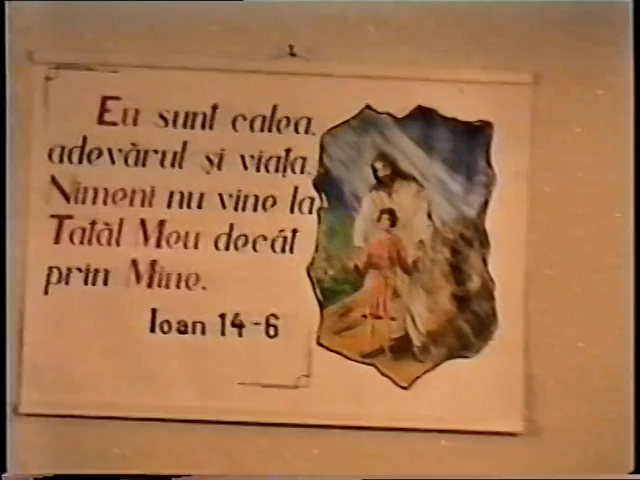 Eu sunt calea.
adevărul și viața.
Nimeni nu vine la
Tatăl Meu decât
prin Mine.
Ioan 14-6